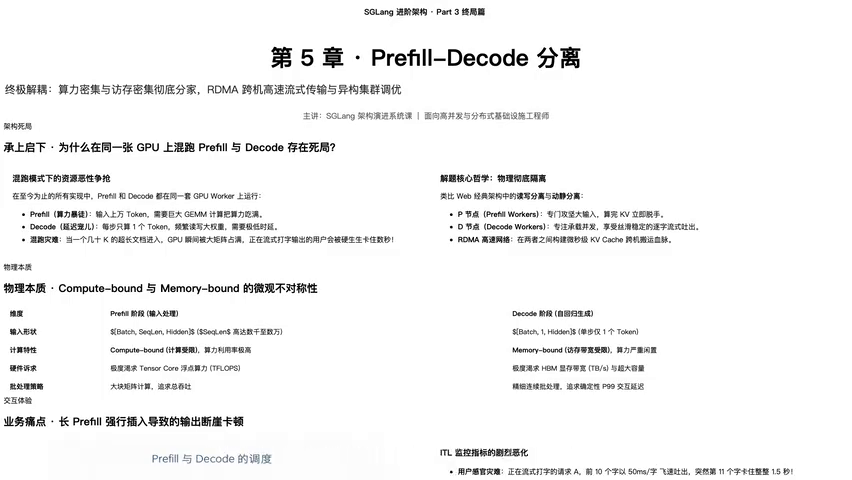 SGLang 进阶架构 · Part 3 终局篇
第 5 章 · Prefill-Decode 分离
终极解耦：算力密集与访存密集彻底分家，RDMA 跨机高速流式传输与异构集群调优
主讲：SGLang 架构演进系统课 | 面向高并发与分布式基础设施工程师
架构死局
承上启下 · 为什么在同一张 GPU 上混跑 Prefill 与 Decode 存在死局？
混跑模式下的资源恶性争抢
在至今为止的所有实现中，Prefill 和 Decode 都在同一套 GPU Worker 上运行：
• Prefill（算力暴徒）：输入上万 Token，需要巨大 GEMM 计算把算力吃满。
• Decode（延迟宠儿）：每步只算 1 个 Token，频繁读写大权重，需要极低时延。
• 混跑灾难：当一个几十 K 的超长文档进入，GPU 瞬间被大矩阵占满，正在流式打字输出的用户会被硬生生卡住数秒！
解题核心哲学：物理彻底隔离
类比 Web 经典架构中的读写分离与动静分离：
• P 节点（Prefill Workers）：专门攻坚大输入，算完 KV 立即脱手。
• D 节点（Decode Workers）：专注承载并发，享受丝滑稳定的逐字流式吐出。
• RDMA 高速网络：在两者之间构建微秒级 KV Cache 跨机搬运血脉。
物理本质
物理本质 · Compute-bound 与 Memory-bound 的微观不对称性
维度 Prefill 阶段 (输入处理) Decode 阶段 (自回归生成)
输入形状 $[Batch, SeqLen, Hidden]$ ($SeqLen$ 高达数千至数万) $[Batch, 1, Hidden]$ (单步仅 1 个 Token)
计算特性 Compute-bound (计算受限)，算力利用率极高 Memory-bound (访存带宽受限)，算力严重闲置
硬件诉求 极度渴求 Tensor Core 浮点算力 (TFLOPS) 极度渴求 HBM 显存带宽 (TB/s) 与超大容量
批处理策略 大块矩阵计算，追求总吞吐 精细连续批处理，追求确定性 P99 交互延迟
交互体验
业务痛点 · 长 Prefill 强行插入导致的输出断崖卡顿
Prefill 与 Decode 的调度
ITL 监控指标的剧烈恶化
• 用户感官灾难：正在流式打字的请求 A，前 10 个字以 50ms/字 飞速吐出，突然第 11 个字卡住整整 1.5 秒！